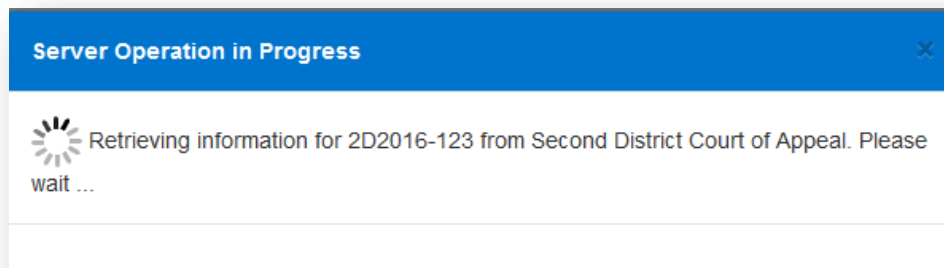 Server Operation in Progress ×
Retrieving information for 2D2016-123 from Second District Court of Appeal. Please
wait ...